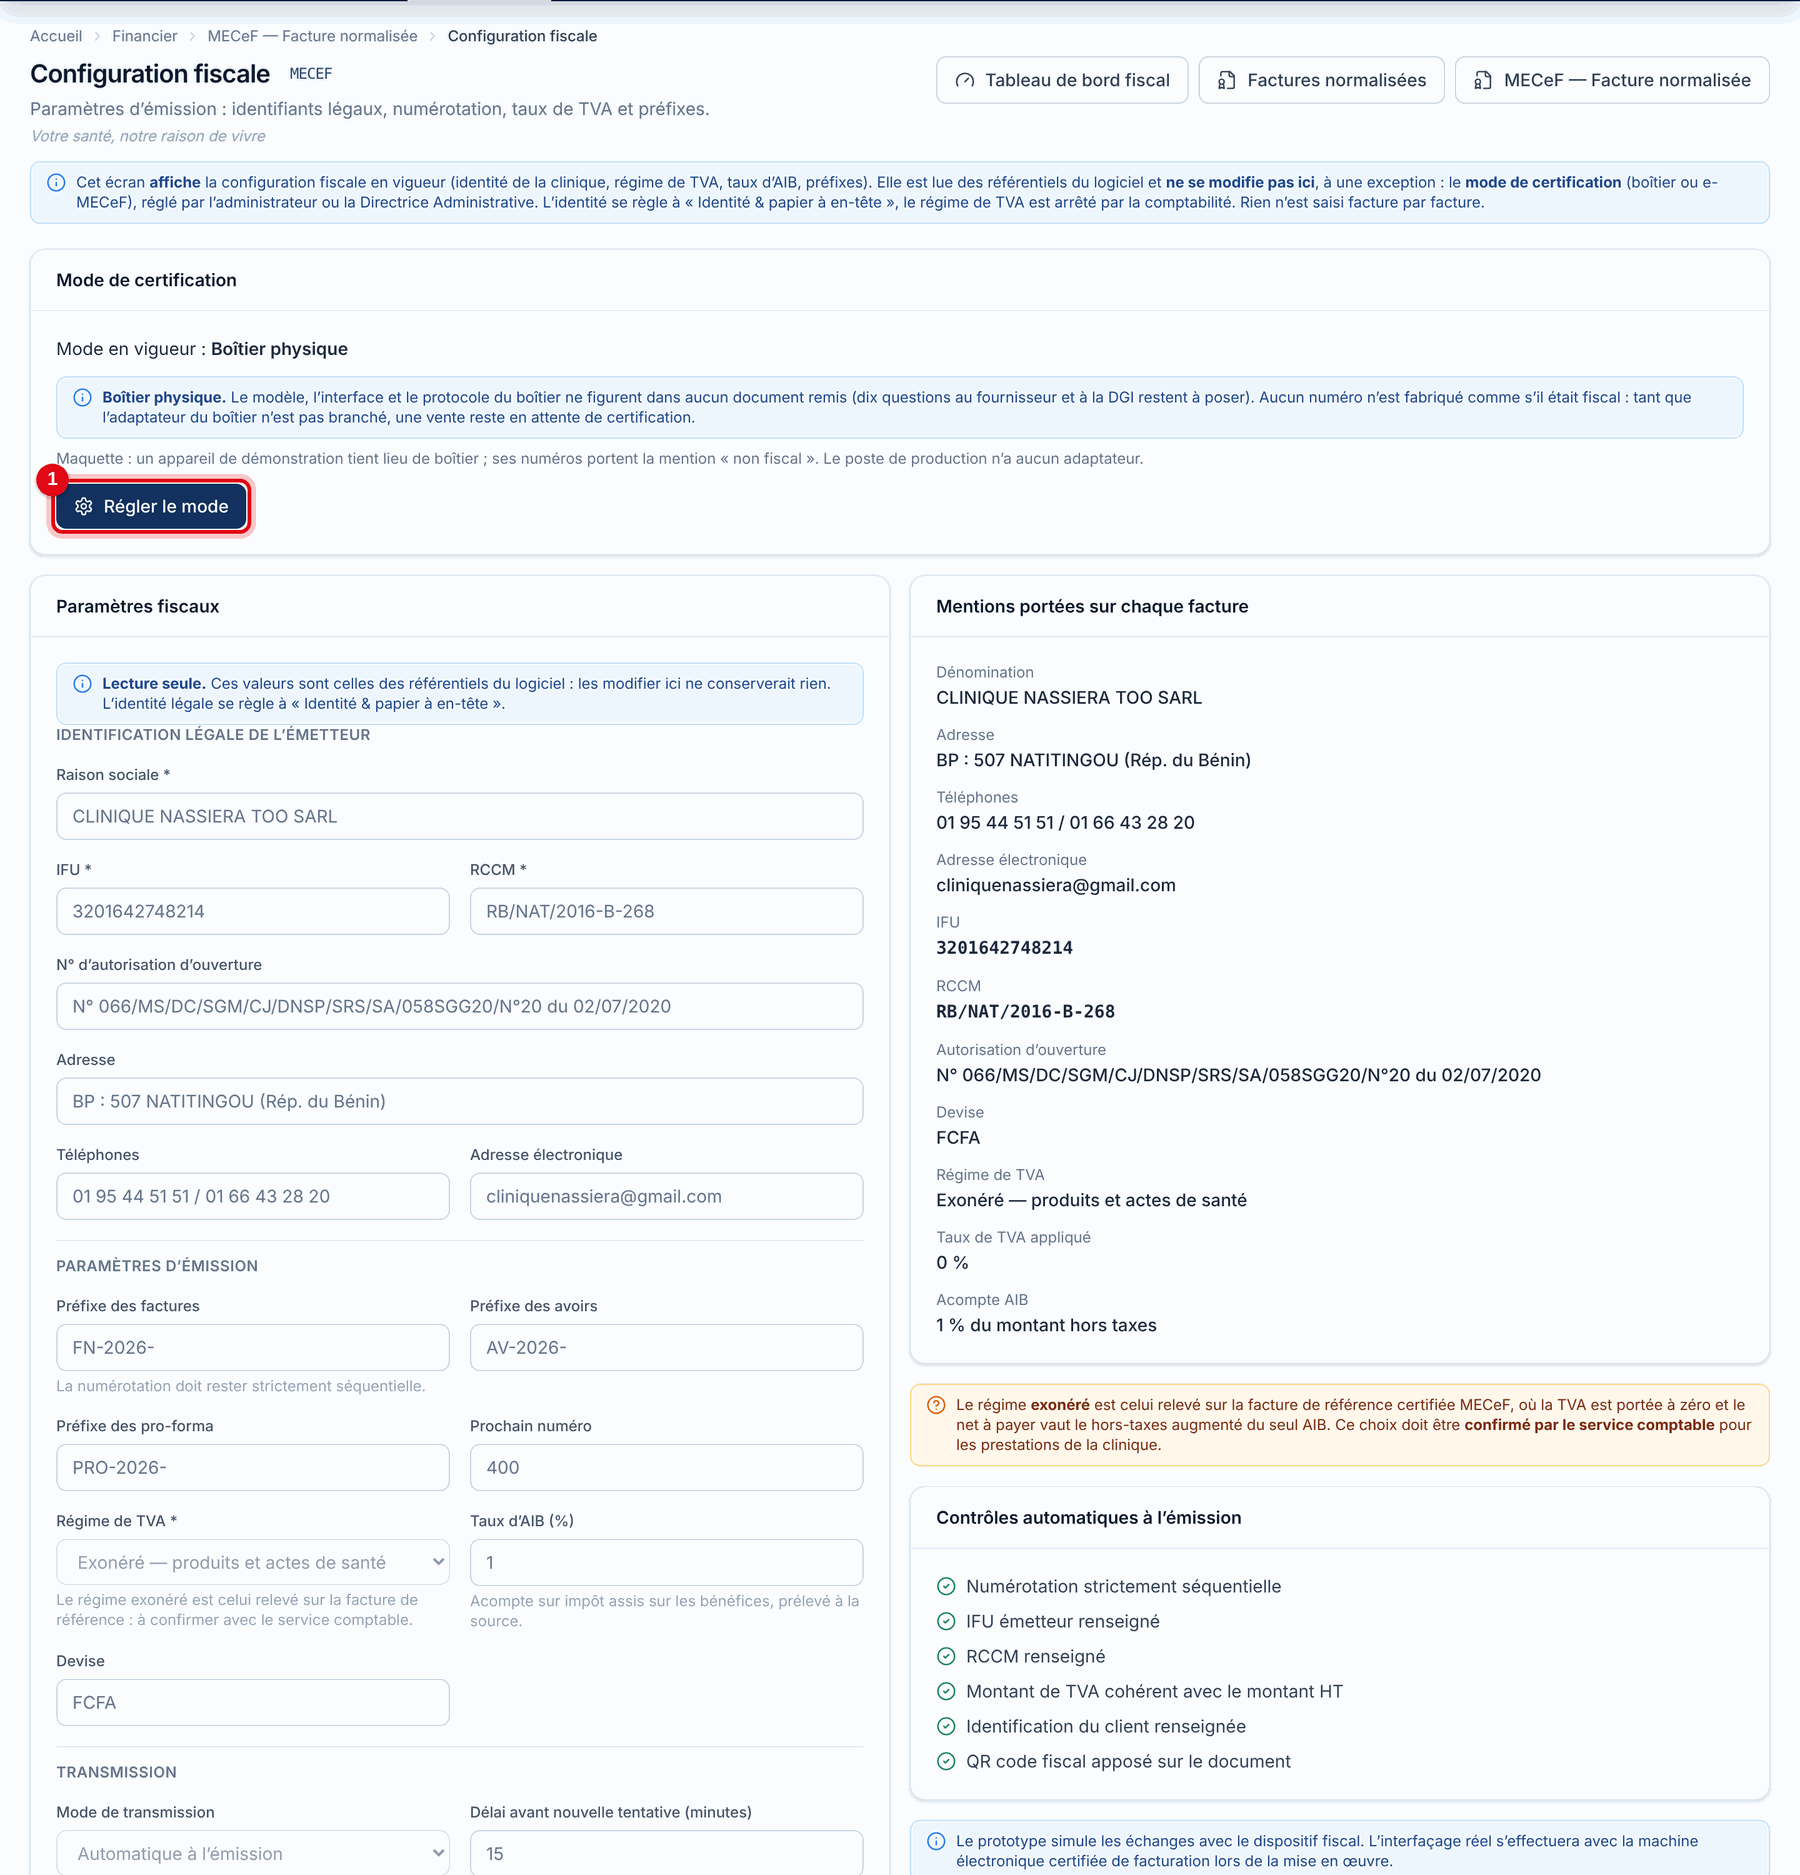 Accueil > Financier > MECeF — Facture normalisée > Configuration fiscale
Configuration fiscale MECEF
Paramètres d’émission : identifiants légaux, numérotation, taux de TVA et préfixes.
Votre santé, notre raison de vivre
Tableau de bord fiscal
Factures normalisées
MECeF — Facture normalisée
Cet écran affiche la configuration fiscale en vigueur (identité de la clinique, régime de TVA, taux d’AIB, préfixes). Elle est lue des référentiels du logiciel et ne se modifie pas ici, à une exception : le mode de certification (boîtier ou e-
MECeF), réglé par l’administrateur ou la Directrice Administrative. L’identité se règle à « Identité & papier à en-tête », le régime de TVA est arrêté par la comptabilité. Rien n’est saisi facture par facture.
Mode de certification
Mode en vigueur : Boîtier physique
Boîtier physique. Le modèle, l’interface et le protocole du boîtier ne figurent dans aucun document remis (dix questions au fournisseur et à la DGI restent à poser). Aucun numéro n’est fabriqué comme s’il était fiscal : tant que
l’adaptateur du boîtier n’est pas branché, une vente reste en attente de certification.
Maquette : un appareil de démonstration tient lieu de boîtier ; ses numéros portent la mention « non fiscal ». Le poste de production n’a aucun adaptateur.
1
Régler le mode
Paramètres fiscaux
Lecture seule. Ces valeurs sont celles des référentiels du logiciel : les modifier ici ne conserverait rien.
L’identité légale se règle à « Identité & papier à en-tête ».
IDENTIFICATION LÉGALE DE L’ÉMETTEUR
Raison sociale *
CLINIQUE NASSIERA TOO SARL
IFU *
3201642748214
RCCM *
RB/NAT/2016-B-268
N° d’autorisation d’ouverture
N° 066/MS/DC/SGM/CJ/DNSP/SRS/SA/058SGG20/N°20 du 02/07/2020
Adresse
BP : 507 NATITINGOU (Rép. du Bénin)
Téléphones
01 95 44 51 51 / 01 66 43 28 20
Adresse électronique
cliniquenassiera@gmail.com
PARAMÈTRES D’ÉMISSION
Préfixe des factures
FN-2026-
La numérotation doit rester strictement séquentielle.
Préfixe des avoirs
AV-2026-
Préfixe des pro-forma
PRO-2026-
Prochain numéro
400
Régime de TVA *
Exonéré — produits et actes de santé
Le régime exonéré est celui relevé sur la facture de
référence : à confirmer avec le service comptable.
Taux d’AIB (%)
1
Acompte sur impôt assis sur les bénéfices, prélevé à la
source.
Devise
FCFA
TRANSMISSION
Mode de transmission
Automatique à l’émission
Délai avant nouvelle tentative (minutes)
15
Mentions portées sur chaque facture
Dénomination
CLINIQUE NASSIERA TOO SARL
Adresse
BP : 507 NATITINGOU (Rép. du Bénin)
Téléphones
01 95 44 51 51 / 01 66 43 28 20
Adresse électronique
cliniquenassiera@gmail.com
IFU
3201642748214
RCCM
RB/NAT/2016-B-268
Autorisation d’ouverture
N° 066/MS/DC/SGM/CJ/DNSP/SRS/SA/058SGG20/N°20 du 02/07/2020
Devise
FCFA
Régime de TVA
Exonéré — produits et actes de santé
Taux de TVA appliqué
0 %
Acompte AIB
1 % du montant hors taxes
Le régime exonéré est celui relevé sur la facture de référence certifiée MECeF, où la TVA est portée à zéro et le
net à payer vaut le hors-taxes augmenté du seul AIB. Ce choix doit être confirmé par le service comptable pour
les prestations de la clinique.
Contrôles automatiques à l’émission
Numérotation strictement séquentielle
IFU émetteur renseigné
RCCM renseigné
Montant de TVA cohérent avec le montant HT
Identification du client renseignée
QR code fiscal apposé sur le document
Le prototype simule les échanges avec le dispositif fiscal. L’interfaçage réel s’effectuera avec la machine
électronique certifiée de facturation lors de la mise en œuvre.